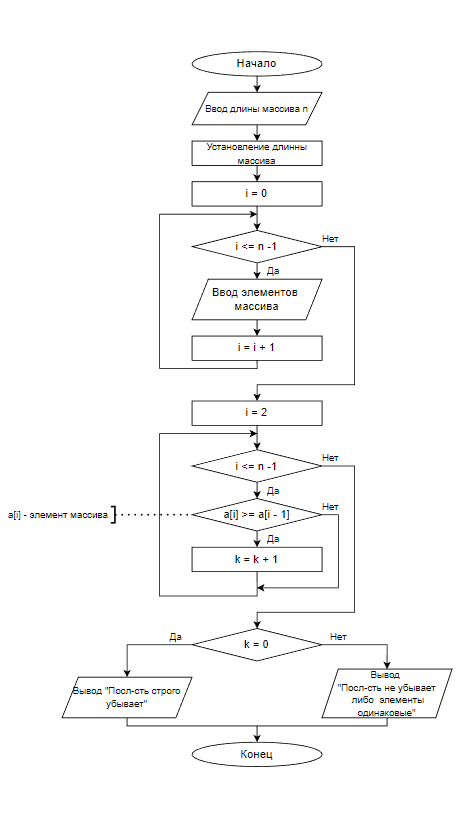 Начало
Ввод длины массива n
Установление длинны
массива
i = 0
i <= n -1
Нет
Да
Ввод элементов
массива
i = i + 1
i = 2
i <= n -1
Нет
Да
a[i] - элемент массива
a[i] >= a[i - 1]
Нет
Да
k = k + 1
Да
k = 0
Нет
Вывод "Посл-сть строго
убывает"
Вывод
"Посл-сть не убывает
либо элементы
одинаковые"
Конец